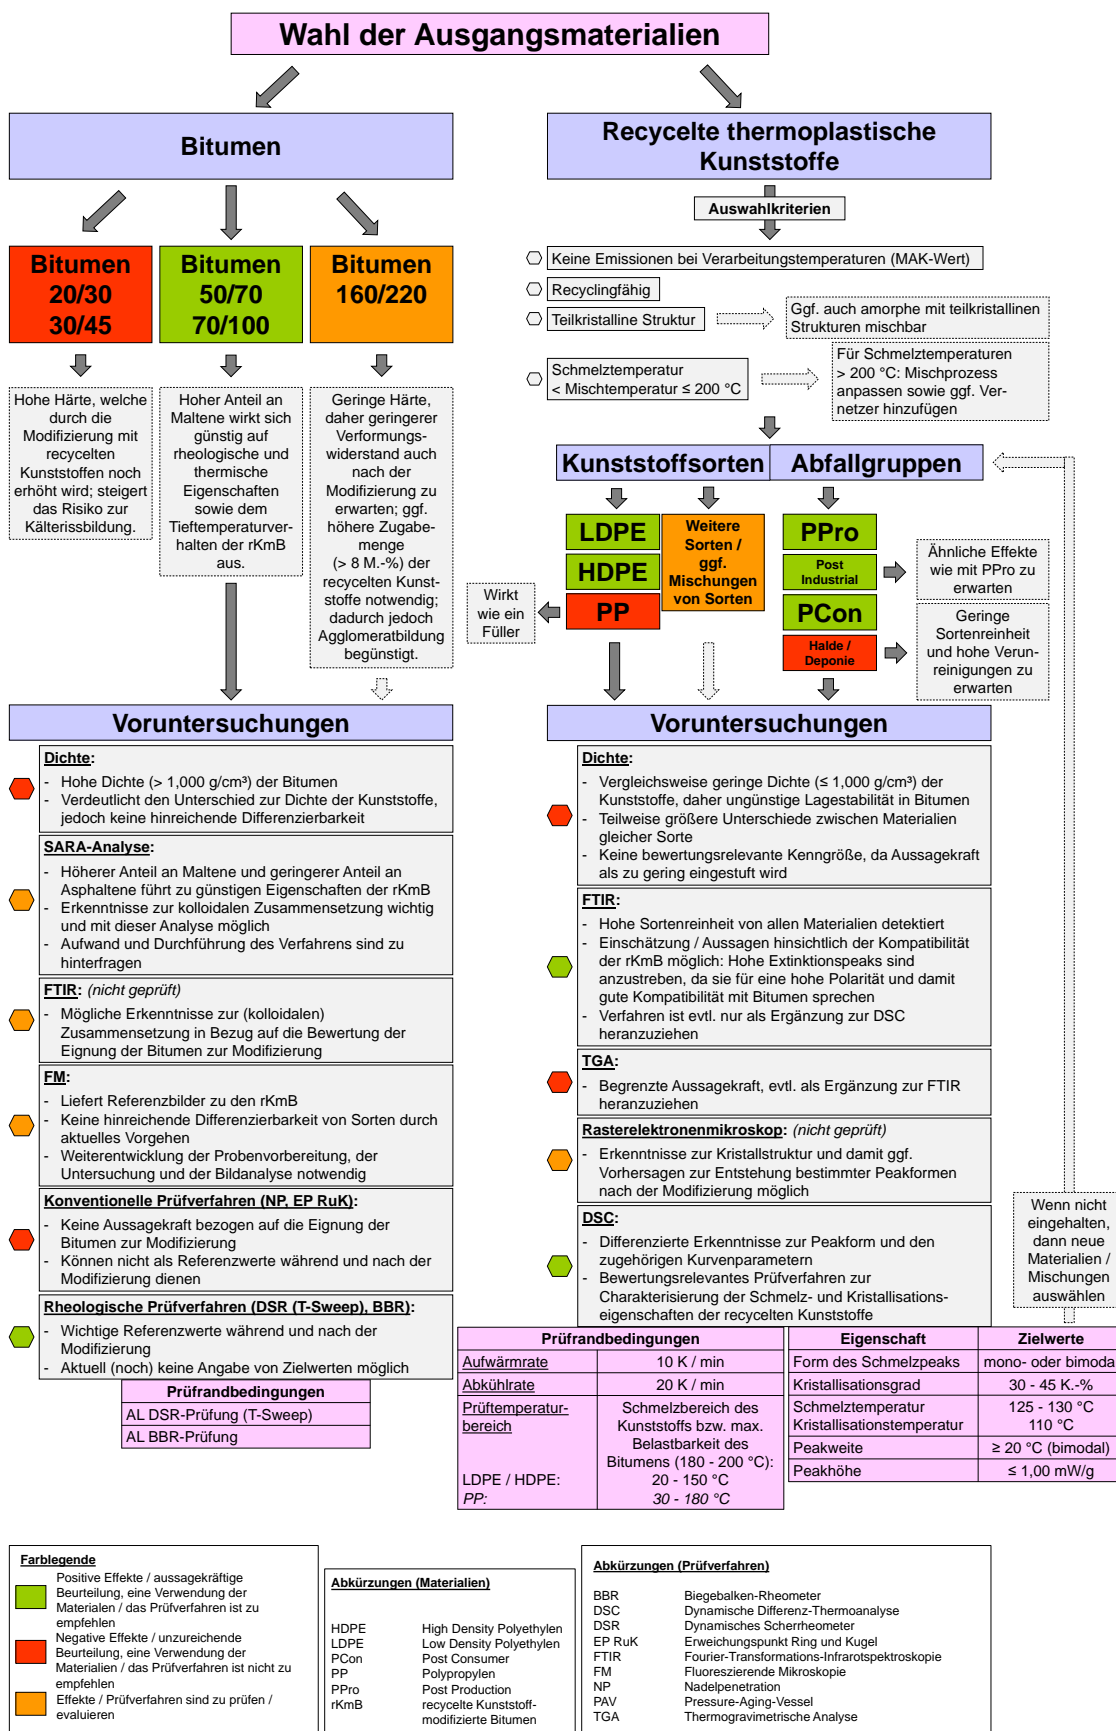 Wahl der Ausgangsmaterialien
Bitumen
Bitumen
20/30
30/45
Bitumen
50/70
70/100
Bitumen
160/220
Hohe Härte, welche
durch die
Modifizierung mit
recycelten
Kunststoffen noch
erhöht wird; steigert
das Risiko zur
Kälterissbildung.
Hoher Anteil an
Maltene wirkt sich
günstig auf
rheologische und
thermische
Eigenschaften
sowie dem
Tieftemperaturver-
halten der rKmB
aus.
Geringe Härte,
daher geringerer
Verformungs-
widerstand auch
nach der
Modifizierung zu
erwarten; ggf.
höhere Zugabe-
menge
(> 8 M.-%) der
recycelten Kunst-
stoffe notwendig;
dadurch jedoch
Agglomeratbildung
begünstigt.
Recycelte thermoplastische
Kunststoffe
Auswahlkriterien
Keine Emissionen bei Verarbeitungstemperaturen (MAK-Wert)
Recyclingfähig
Teilkristalline Struktur
Ggf. auch amorphe mit teilkristallinen
Strukturen mischbar
Schmelztemperatur
< Mischtemperatur ≤ 200 °C
Für Schmelztemperaturen
> 200 °C: Mischprozess
anpassen sowie ggf. Ver-
netzer hinzufügen
Kunststoffsorten
Abfallgruppen
LDPE
HDPE
PP
Wirkt
wie ein
Füller
Weitere
Sorten /
ggf.
Mischungen
von Sorten
PPro
Post
Industrial
PCon
Halde /
Deponie
Ähnliche Effekte
wie mit PPro zu
erwarten
Geringe
Sortenreinheit
und hohe Verun-
reinigungen zu
erwarten
Voruntersuchungen
Dichte:
- Hohe Dichte (> 1,000 g/cm³) der Bitumen
- Verdeutlicht den Unterschied zur Dichte der Kunststoffe,
jedoch keine hinreichende Differenzierbarkeit
SARA-Analyse:
- Höherer Anteil an Maltene und geringerer Anteil an
Asphaltene führt zu günstigen Eigenschaften der rKmB
- Erkenntnisse zur kolloidalen Zusammensetzung wichtig
und mit dieser Analyse möglich
- Aufwand und Durchführung des Verfahrens sind zu
hinterfragen
FTIR: (nicht geprüft)
- Mögliche Erkenntnisse zur (kolloidalen)
Zusammensetzung in Bezug auf die Bewertung der
Eignung der Bitumen zur Modifizierung
FM:
- Liefert Referenzbilder zu den rKmB
- Keine hinreichende Differenzierbarkeit von Sorten durch
aktuelles Vorgehen
- Weiterentwicklung der Probenvorbereitung, der
Untersuchung und der Bildanalyse notwendig
Konventionelle Prüfverfahren (NP, EP RuK):
- Keine Aussagekraft bezogen auf die Eignung der
Bitumen zur Modifizierung
- Können nicht als Referenzwerte während und nach der
Modifizierung dienen
Rheologische Prüfverfahren (DSR (T-Sweep), BBR):
- Wichtige Referenzwerte während und nach der
Modifizierung
- Aktuell (noch) keine Angabe von Zielwerten möglich
Prüfrandbedingungen
AL DSR-Prüfung (T-Sweep)
AL BBR-Prüfung
Voruntersuchungen
Dichte:
- Vergleichsweise geringe Dichte (≤ 1,000 g/cm³) der
Kunststoffe, daher ungünstige Lagestabilität in Bitumen
- Teilweise größere Unterschiede zwischen Materialien
gleicher Sorte
- Keine bewertungsrelevante Kenngröße, da Aussagekraft
als zu gering eingestuft wird
FTIR:
- Hohe Sortenreinheit von allen Materialien detektiert
- Einschätzung / Aussagen hinsichtlich der Kompatibilität
der rKmB möglich: Hohe Extinktionspeaks sind
anzustreben, da sie für eine hohe Polarität und damit
gute Kompatibilität mit Bitumen sprechen
- Verfahren ist evtl. nur als Ergänzung zur DSC
heranzuziehen
TGA:
- Begrenzte Aussagekraft, evtl. als Ergänzung zur FTIR
heranzuziehen
Rasterelektronenmikroskop: (nicht geprüft)
- Erkenntnisse zur Kristallstruktur und damit ggf.
Vorhersagen zur Entstehung bestimmter Peakformen
nach der Modifizierung möglich
DSC:
- Differenzierte Erkenntnisse zur Peakform und den
zugehörigen Kurvenparametern
- Bewertungsrelevantes Prüfverfahren zur
Charakterisierung der Schmelz- und Kristallisations-
eigenschaften der recycelten Kunststoffe
Wenn nicht
eingehalten,
dann neue
Materialien /
Mischungen
auswählen
Prüfrandbedingungen
Aufwärmrate 10 K / min
Abkühlrate 20 K / min
Prüftemperatur- Schmelzbereich des
bereich Kunststoffs bzw. max.
Belastbarkeit des
Bitumens (180 - 200 °C):
LDPE / HDPE: 20 - 150 °C
PP: 30 - 180 °C
Eigenschaft Zielwerte
Form des Schmelzpeaks mono- oder bimodal
Kristallisationsgrad 30 - 45 K.-%
Schmelztemperatur 125 - 130 °C
Kristallisationstemperatur 110 °C
Peakweite ≥ 20 °C (bimodal)
Peakhöhe ≤ 1,00 mW/g
Farblegende
Positive Effekte / aussagekräftige
Beurteilung, eine Verwendung der
Materialen / das Prüfverfahren ist zu
empfehlen
Negative Effekte / unzureichende
Beurteilung, eine Verwendung der
Materialien / das Prüfverfahren ist nicht zu
empfehlen
Effekte / Prüfverfahren sind zu prüfen /
evaluieren
Abkürzungen (Materialien)
HDPE High Density Polyethylen
LDPE Low Density Polyethylen
PCon Post Consumer
PP Polypropylen
PPro Post Production
rKmB recycelte Kunststoff-
modifizierte Bitumen
Abkürzungen (Prüfverfahren)
BBR Biegebalken-Rheometer
DSC Dynamische Differenz-Thermoanalyse
DSR Dynamisches Scherrheometer
EP RuK Erweichungspunkt Ring und Kugel
FTIR Fourier-Transformations-Infrarotspektroskopie
FM Fluoreszierende Mikroskopie
NP Nadelpenetration
PAV Pressure-Aging-Vessel
TGA Thermogravimetrische Analyse